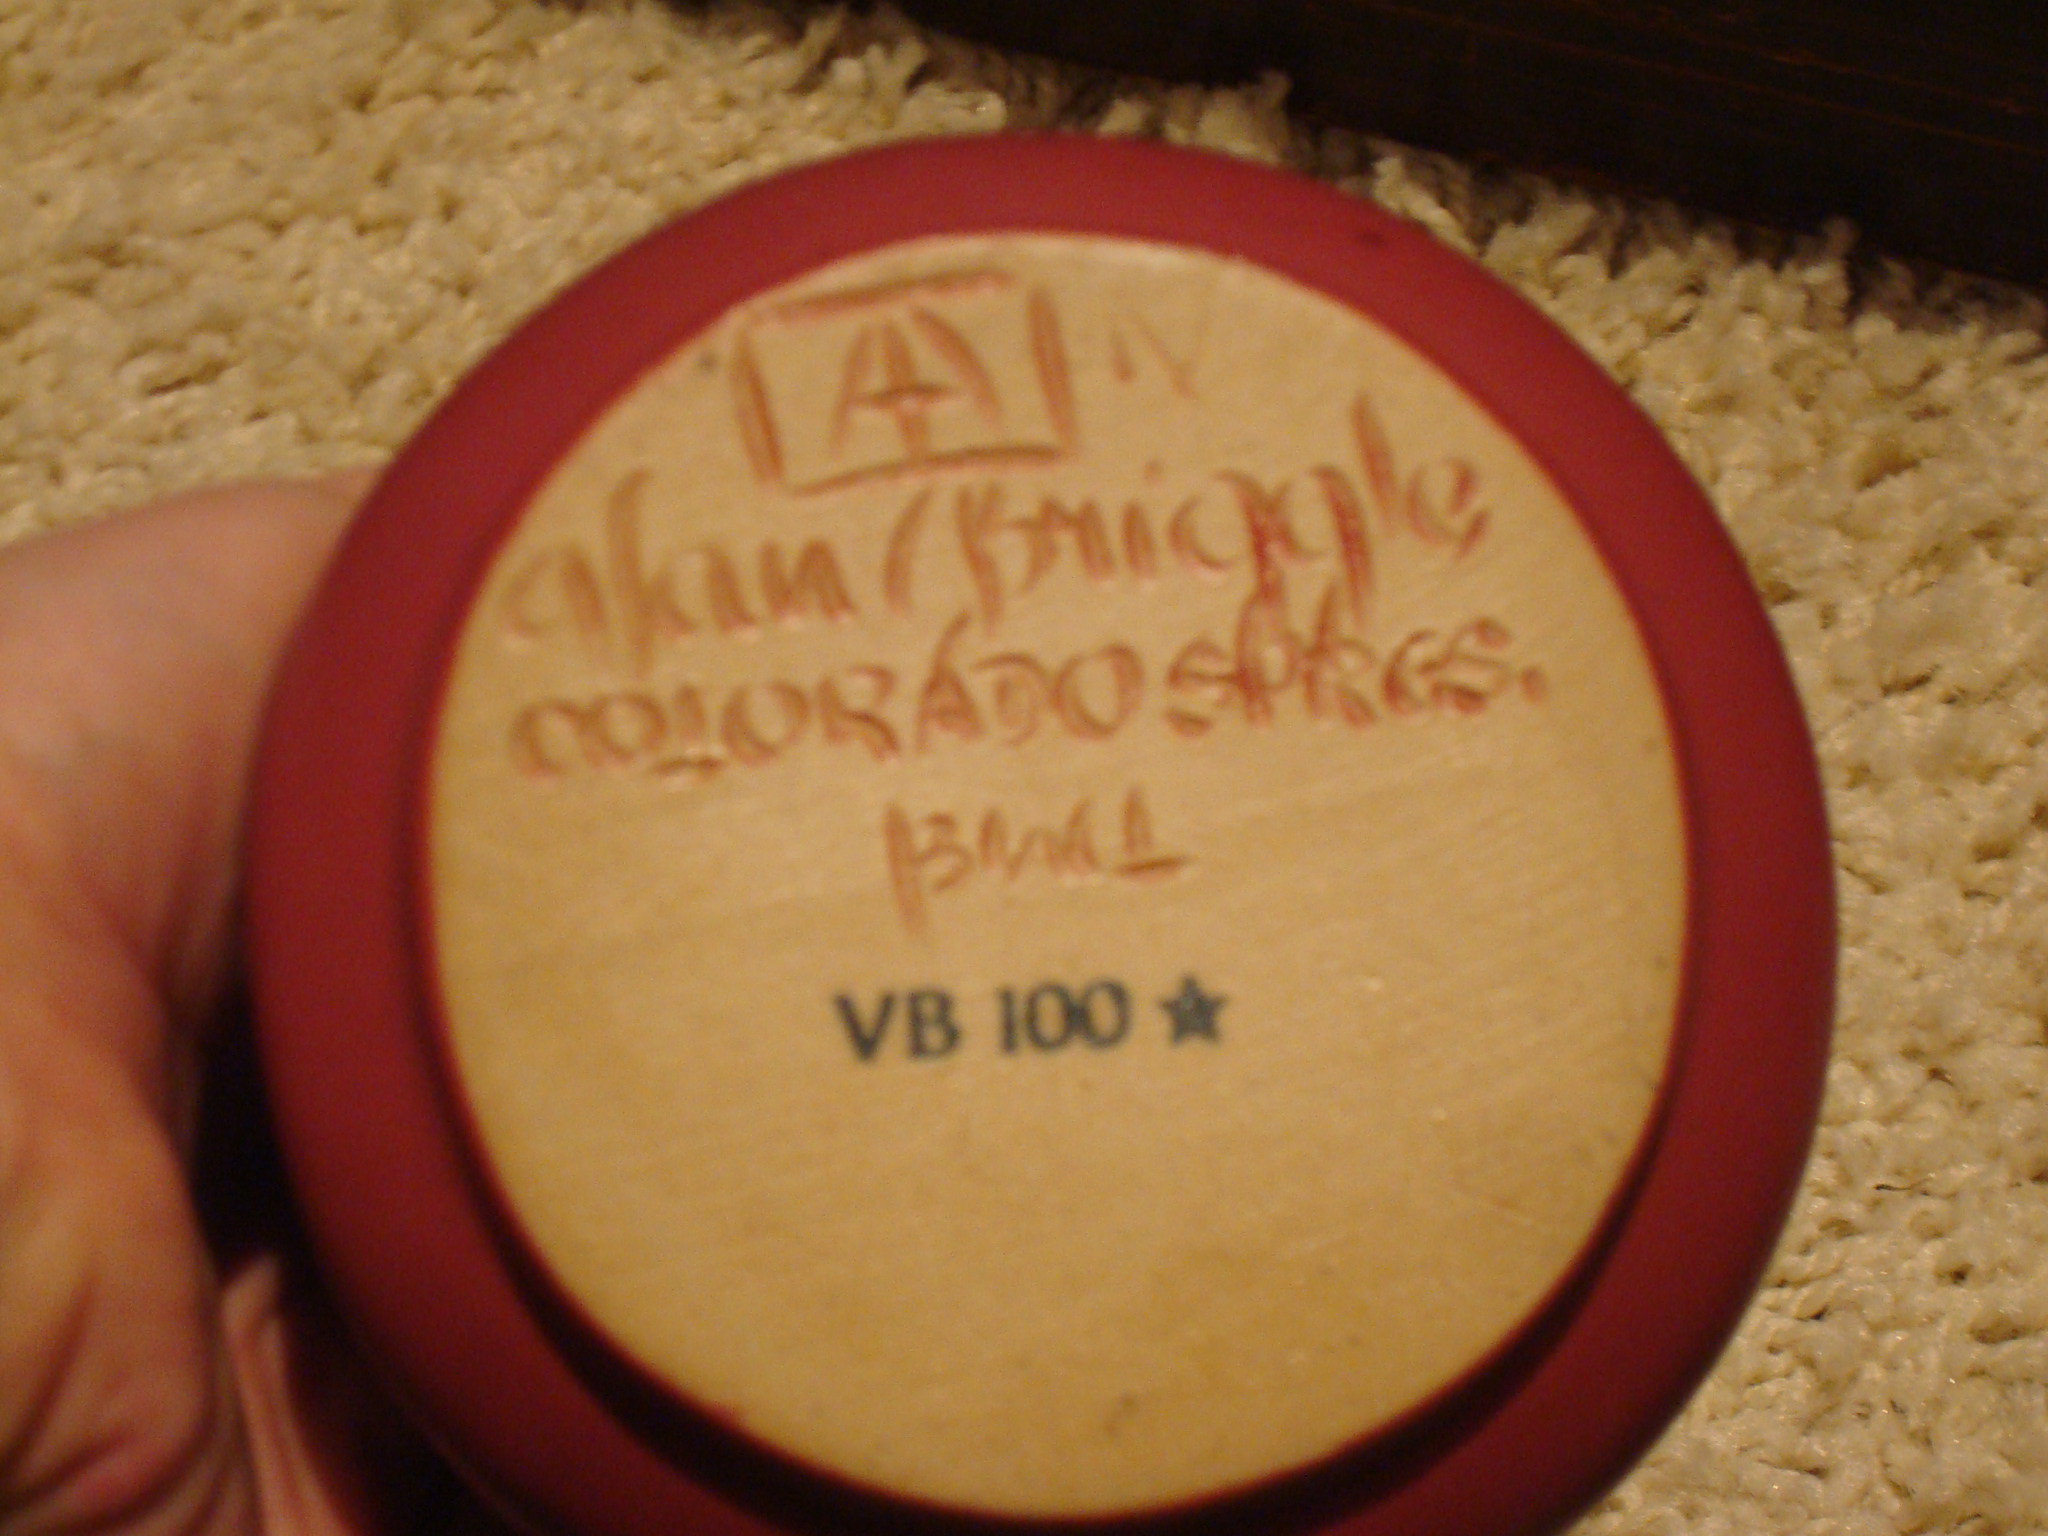 Van Briggle
COLORADO SPRGS.
VB 100 ★